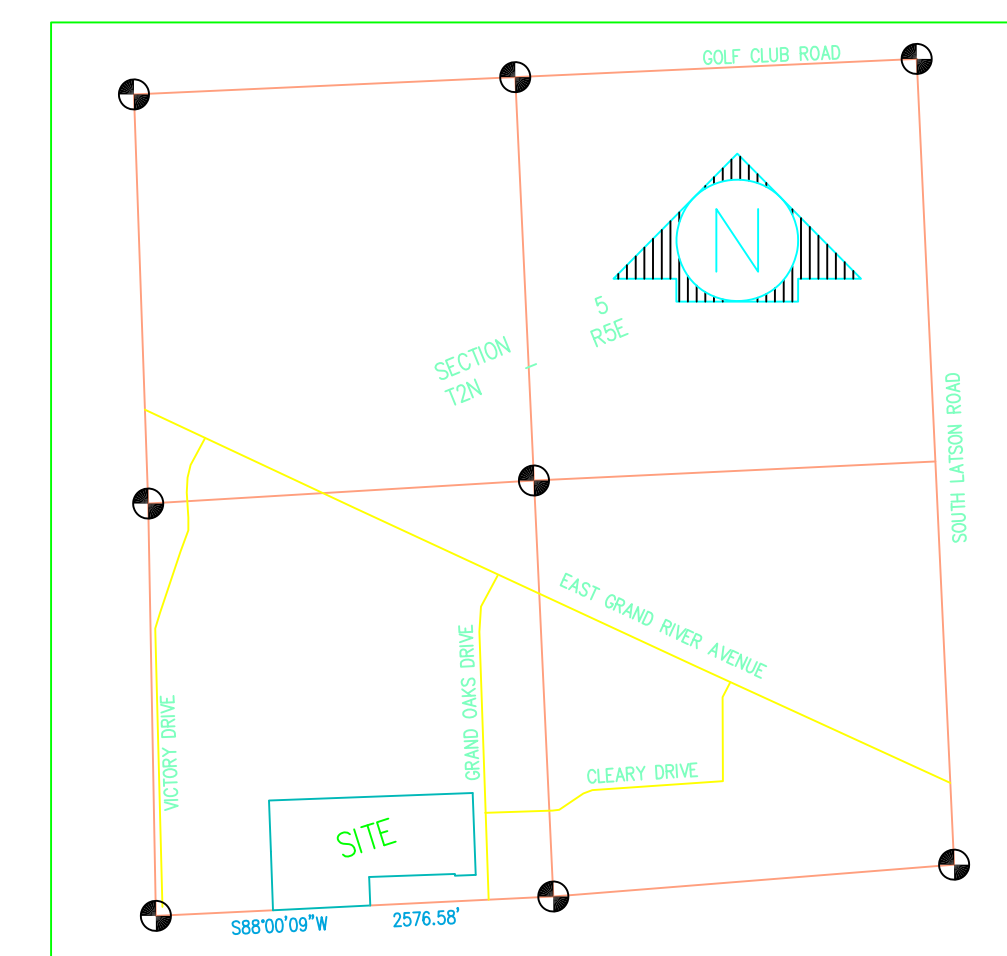 GOLF CLUB ROAD
N
5
R5E
SECTION -
T2N
SOUTH LATSON ROAD
EAST GRAND RIVER AVENUE
GRAND OAKS DRIVE
VICTORY DRIVE
CLEARY DRIVE
SITE
S88°00'09"W 2576.58'